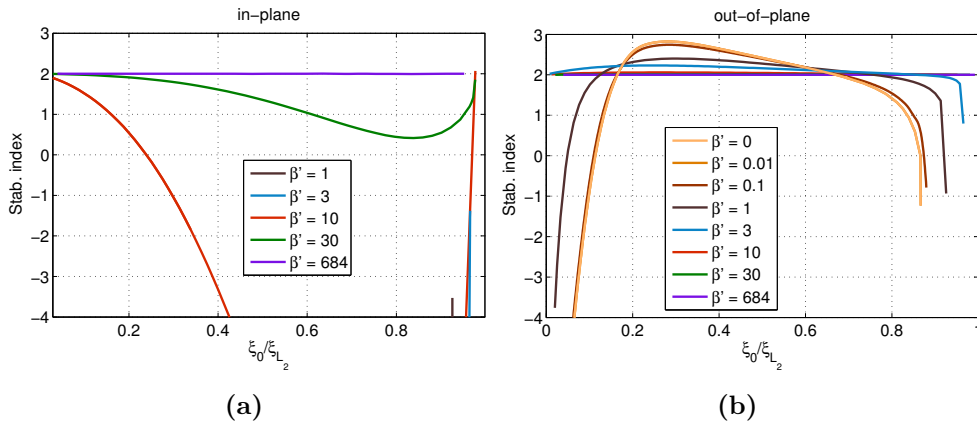 in-plane
Stab. index
3
2
1
0
-1
-2
-3
-4
0.2
0.4
0.6
0.8
ξ0/ξL2
β' = 1
β' = 3
β' = 10
β' = 30
β' = 684
(a)
out-of-plane
Stab. index
3
2
1
0
-1
-2
-3
-4
0
0.2
0.4
0.6
0.8
ξ0/ξL2
β' = 0
β' = 0.01
β' = 0.1
β' = 1
β' = 3
β' = 10
β' = 30
β' = 684
(b)